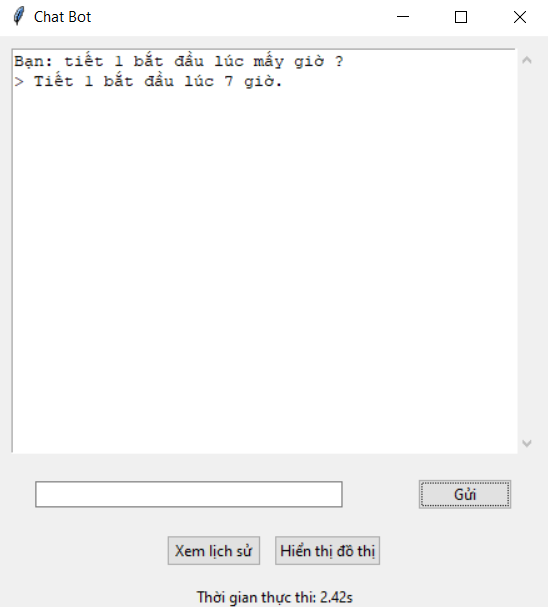 Chat Bot
Bạn: tiết 1 bắt đầu lúc mấy giờ ?
> Tiết 1 bắt đầu lúc 7 giờ.
Gửi
Xem lịch sử Hiển thị đồ thị
Thời gian thực thi: 2.42s